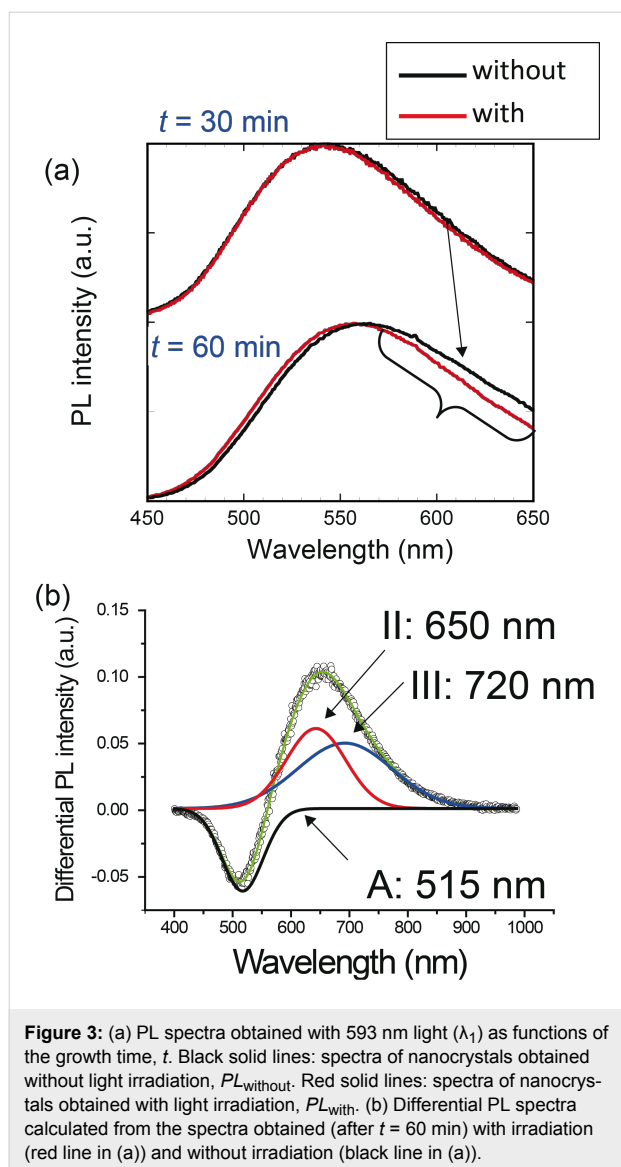 without
with
t = 30 min
(a)
PL intensity (a.u.)
t = 60 min
450 500 550 600 650
Wavelength (nm)
(b)
Differential PL intensity (a.u.)
0.15
0.10
0.05
0.00
-0.05
II: 650 nm
III: 720 nm
A: 515 nm
400 500 600 700 800 900 1000
Wavelength (nm)
Figure 3: (a) PL spectra obtained with 593 nm light (λ1) as functions of
the growth time, t. Black solid lines: spectra of nanocrystals obtained
without light irradiation, PLwithout. Red solid lines: spectra of nanocrys-
tals obtained with light irradiation, PLwith. (b) Differential PL spectra
calculated from the spectra obtained (after t = 60 min) with irradiation
(red line in (a)) and without irradiation (black line in (a)).